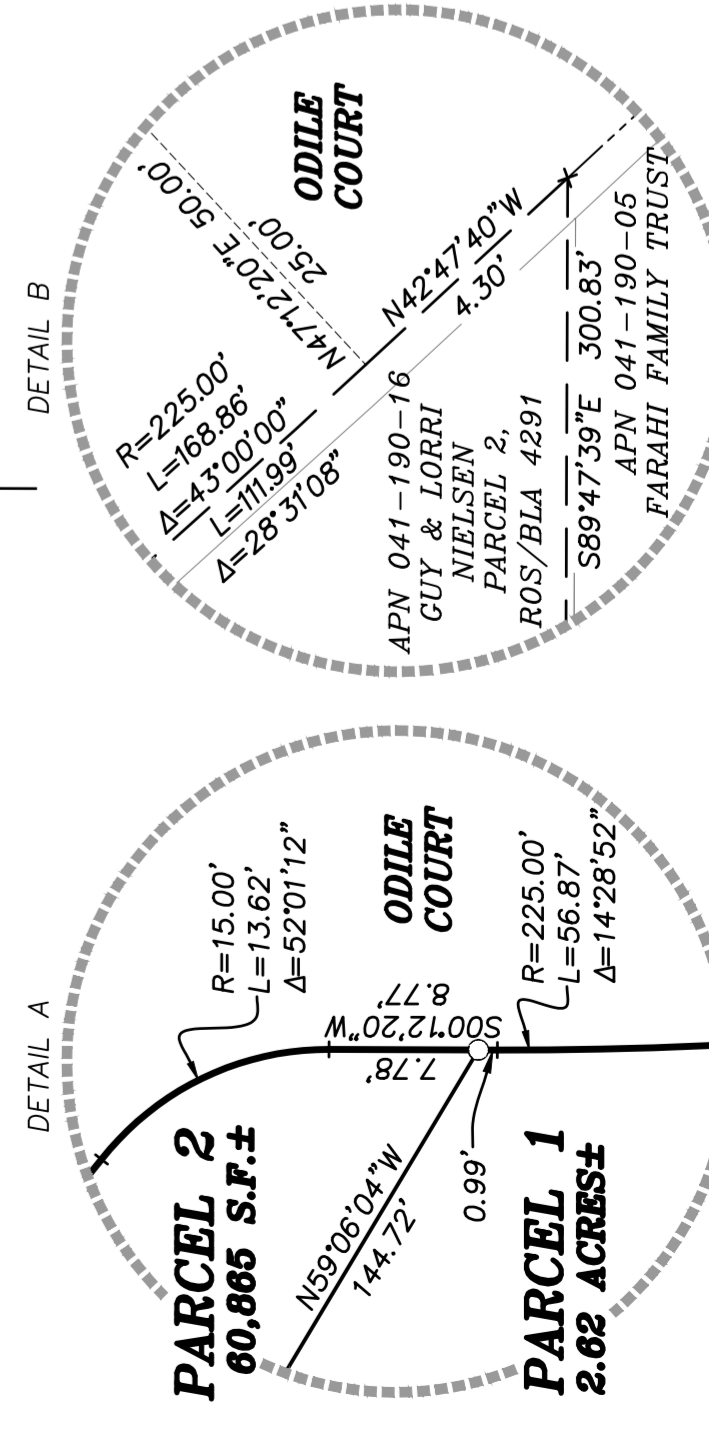 DETAIL A
PARCEL 2
60,865 S.F.±
R=15.00'
L=13.62'
Δ=52°01'12"
ODILE
COURT
S00°12'20"W
8.77'
7.78'
N59°06'04"W
144.72'
0.99'
R=225.00'
L=56.87'
Δ=14°28'52"
PARCEL 1
2.62 ACRES±
DETAIL B
R=225.00'
L=168.86'
Δ=43°00'00"
L=111.99'
Δ=28°31'08"
N47°12'20"E 50.00'
25.00'
ODILE
COURT
N42°47'40"W
4.30'
APN 041-190-16
GUY & LORRI
NIELSEN
PARCEL 2,
ROS/BLA 4291
S89°47'39"E 300.83'
APN 041-190-05
FARAHI FAMILY TRUST